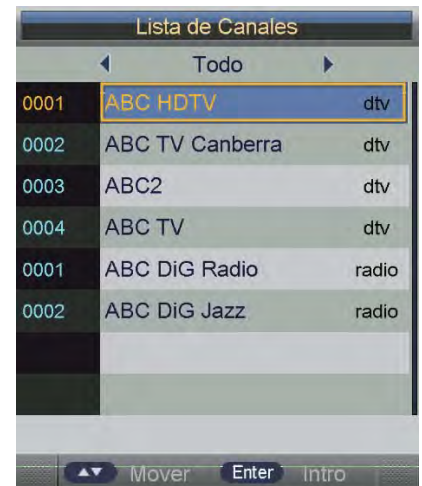 Lista de Canales
Todo
0001 ABC HDTV dtv
0002 ABC TV Canberra dtv
0003 ABC2 dtv
0004 ABC TV dtv
0001 ABC DiG Radio radio
0002 ABC DiG Jazz radio
Mover Enter Intro